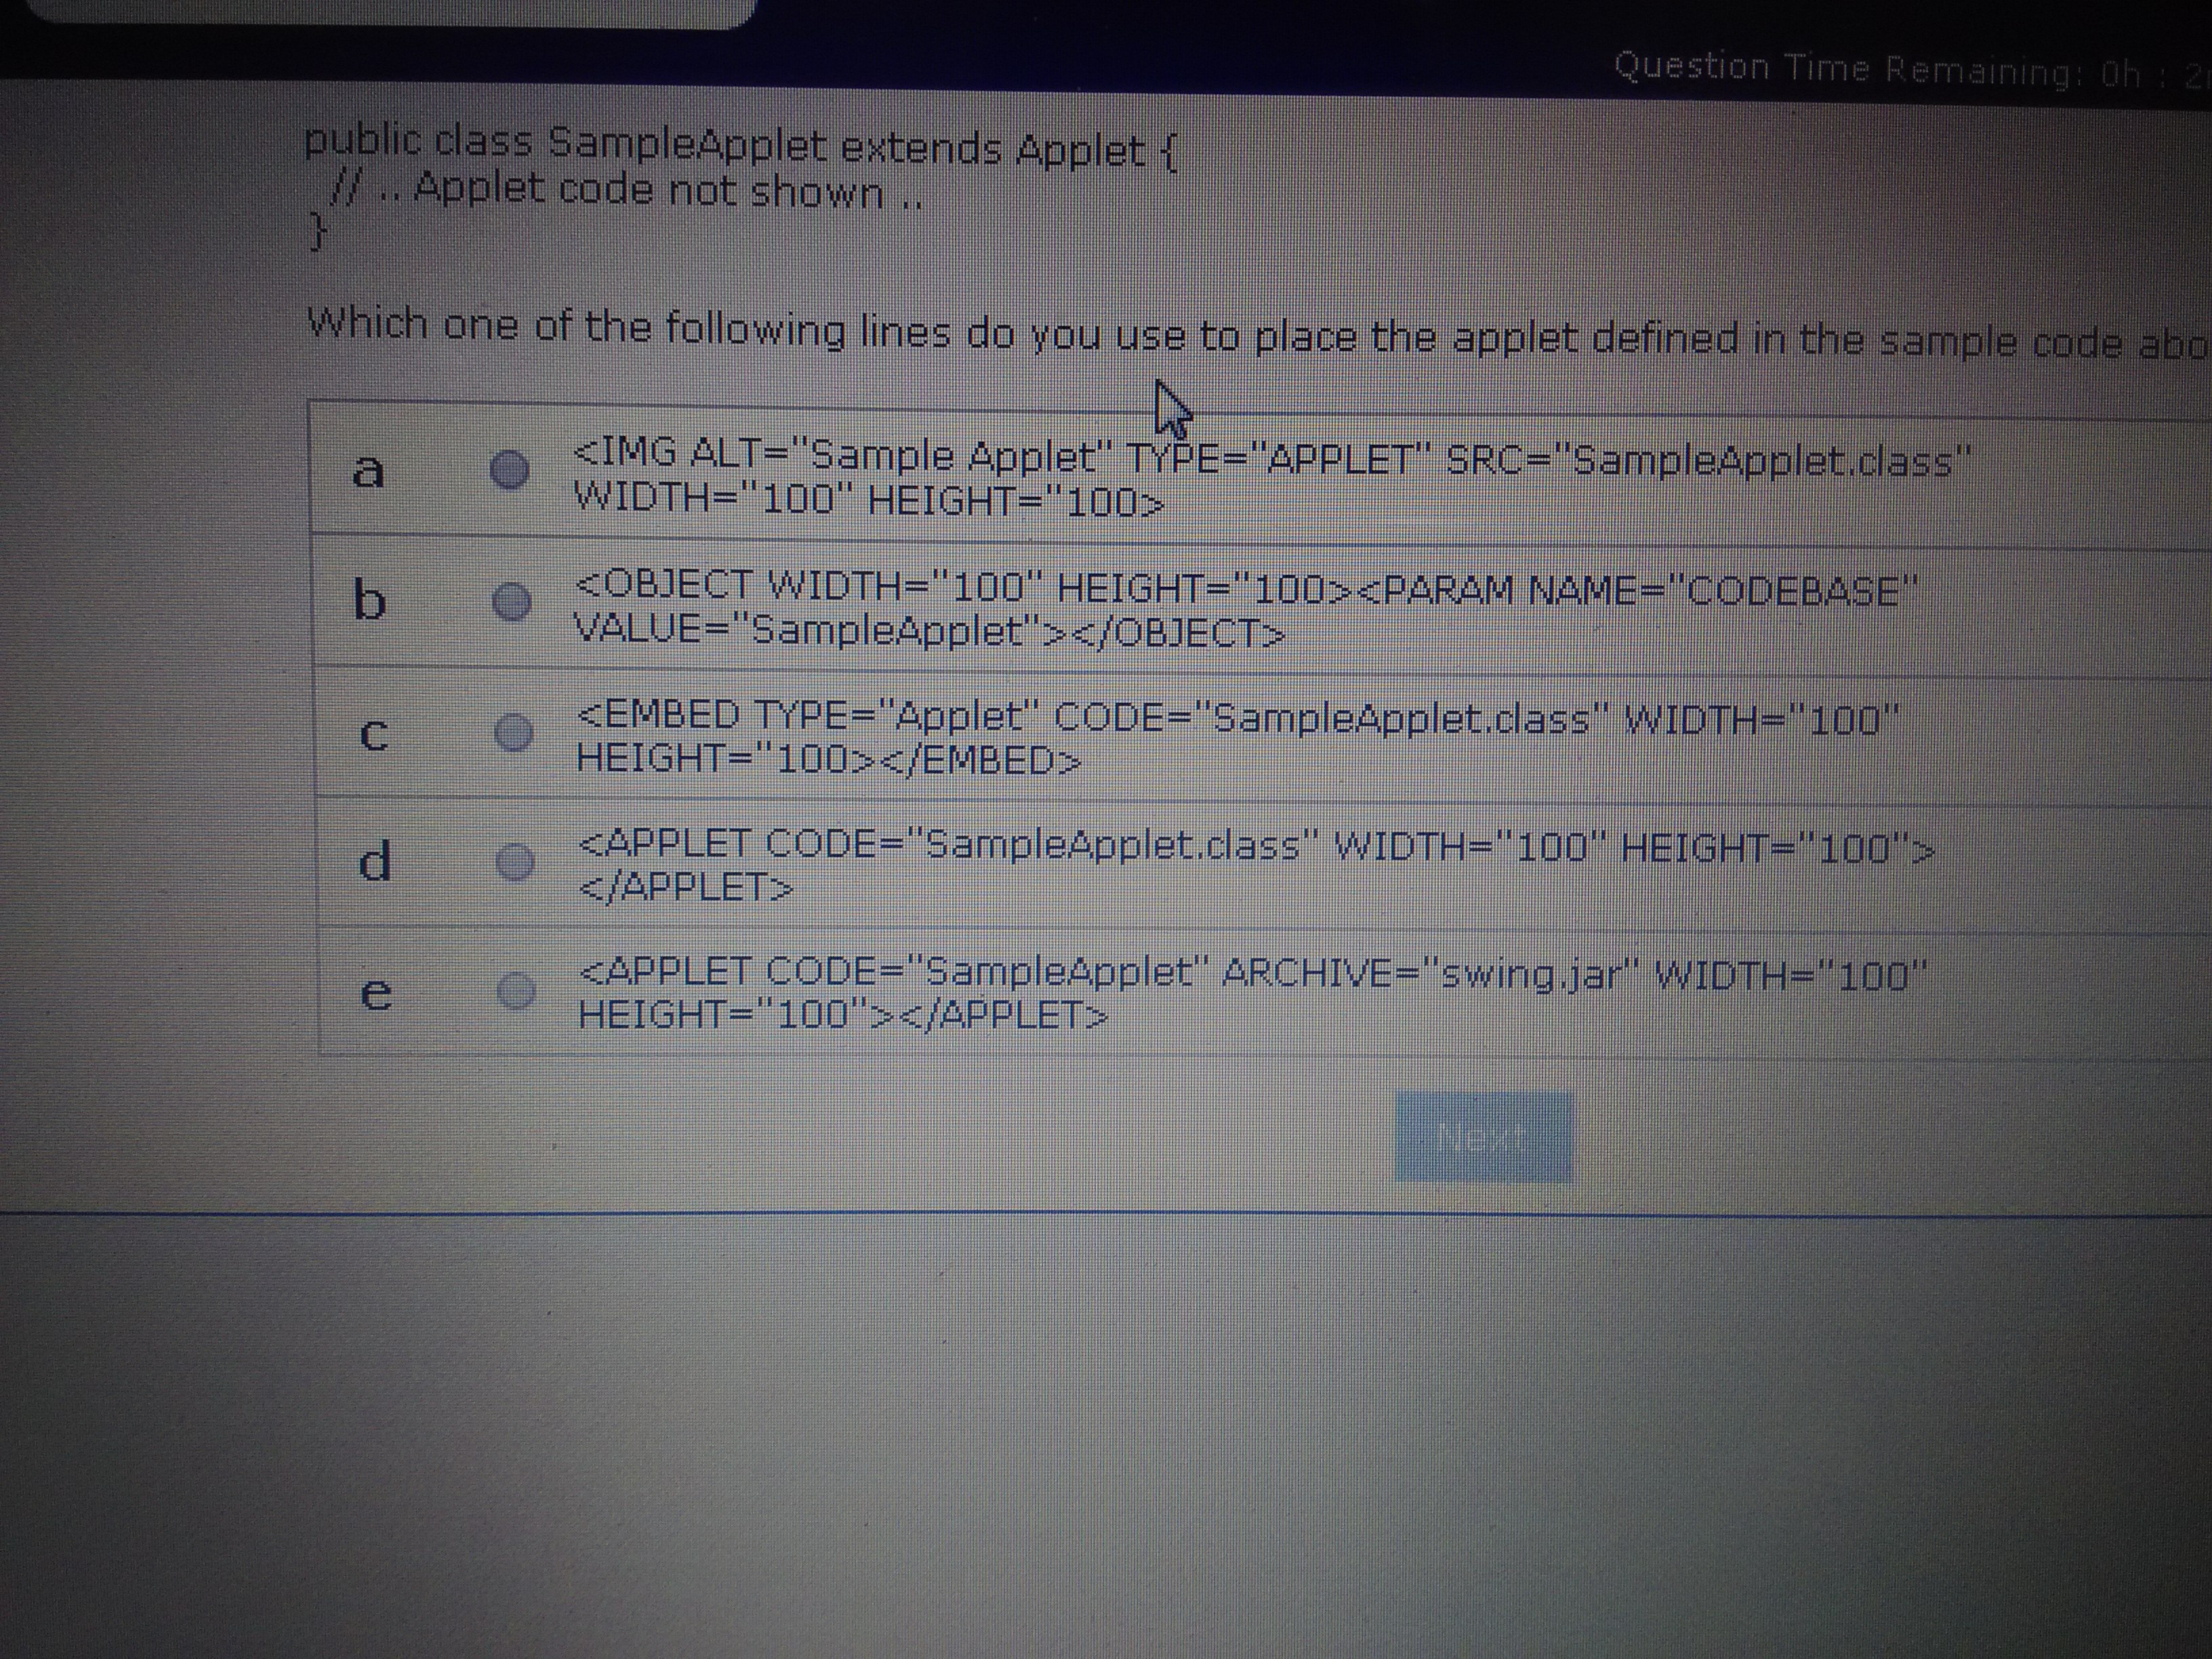 Question Time Remaining: 0h : 2
public class SampleApplet extends Applet {
// .. Applet code not shown ..
}
Which one of the following lines do you use to place the applet defined in the sample code
a
<IMG ALT="Sample Applet" TYPE="APPLET" SRC="SampleApplet.class"
WIDTH="100" HEIGHT="100>
b
<OBJECT WIDTH="100" HEIGHT="100><PARAM NAME="CODEBASE"
VALUE="SampleApplet"></OBJECT>
c
<EMBED TYPE="Applet" CODE="SampleApplet.class" WIDTH="100"
HEIGHT="100></EMBED>
d
<APPLET CODE="SampleApplet.class" WIDTH="100" HEIGHT="100">
</APPLET>
e
<APPLET CODE="SampleApplet" ARCHIVE="swing.jar" WIDTH="100"
HEIGHT="100"></APPLET>
Next